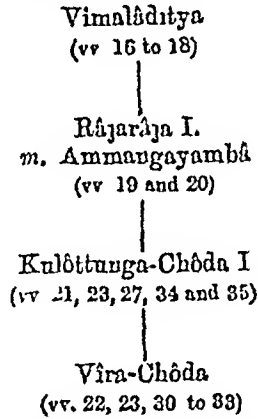 Vimalâditya
(vv 16 to 18)
Râjarâja I.
m. Ammangayambâ
(vv 19 and 20)
Kulôttunga-Chôda I
(vv 21, 23, 27, 34 and 35)
Vîra-Chôda
(vv. 22, 23, 30 to 33)